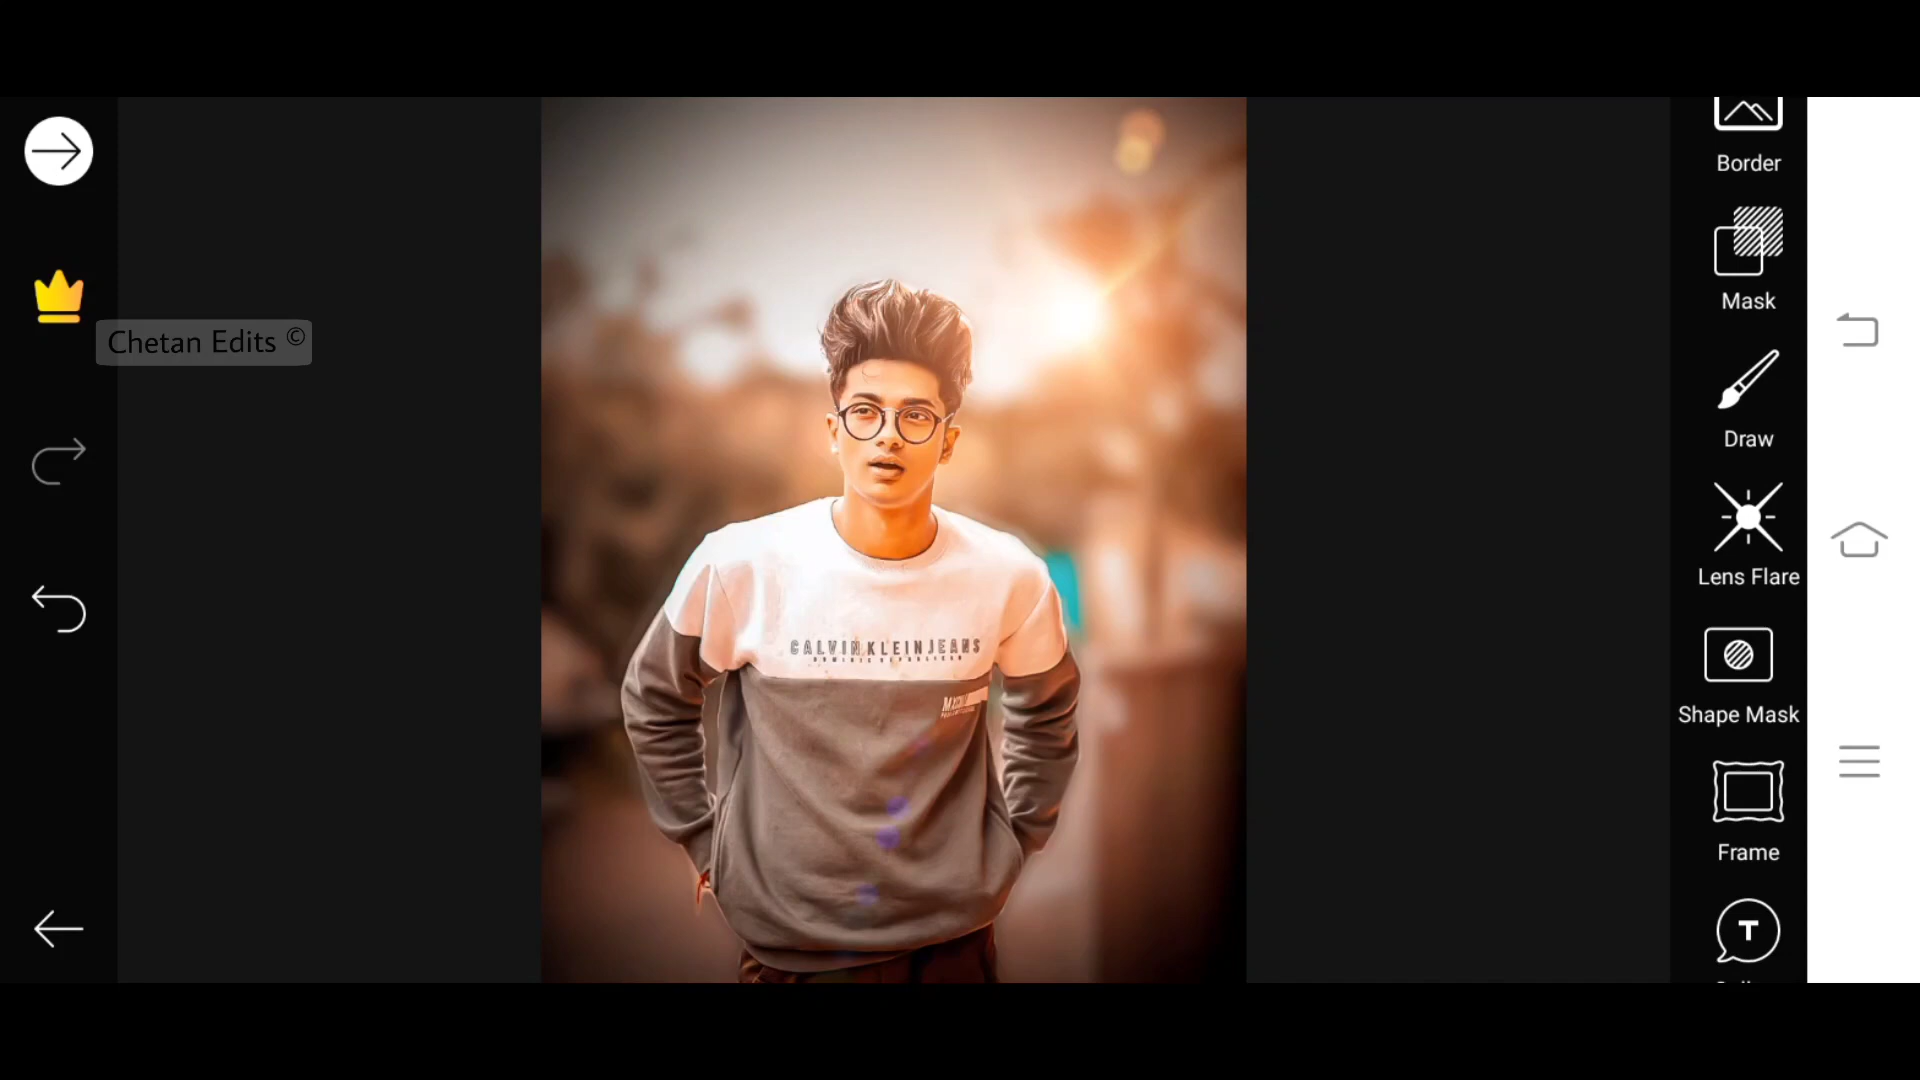 Border
Mask
Chetan Edits ©
Draw
Lens Flare
CALVIN KLEIN JEANS
Shape Mask
Frame
T